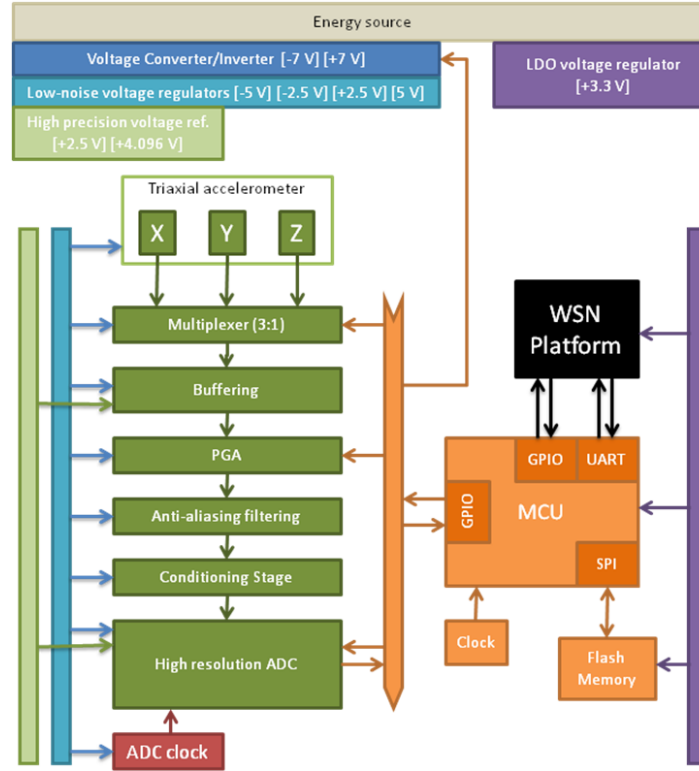 Energy source
Voltage Converter/Inverter [-7 V] [+7 V]
LDO voltage regulator
[+3.3 V]
Low-noise voltage regulators [-5 V] [-2.5 V] [+2.5 V] [5 V]
High precision voltage ref.
[+2.5 V] [+4.096 V]
Triaxial accelerometer
X Y Z
Multiplexer (3:1)
WSN
Platform
Buffering
PGA
GPIO UART
Anti-aliasing filtering
GPIO
MCU
Conditioning Stage
SPI
High resolution ADC
Clock
Flash
Memory
ADC clock